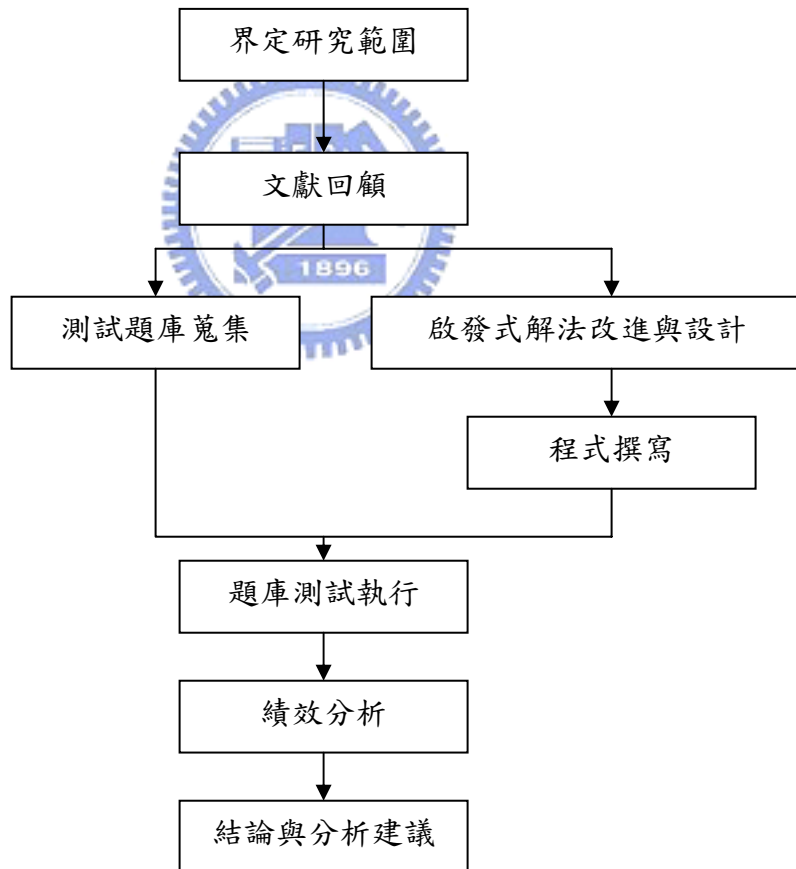 界定研究範圍
文獻回顧
1896
測試題庫蒐集
啟發式解法改進與設計
程式撰寫
題庫測試執行
績效分析
結論與分析建議